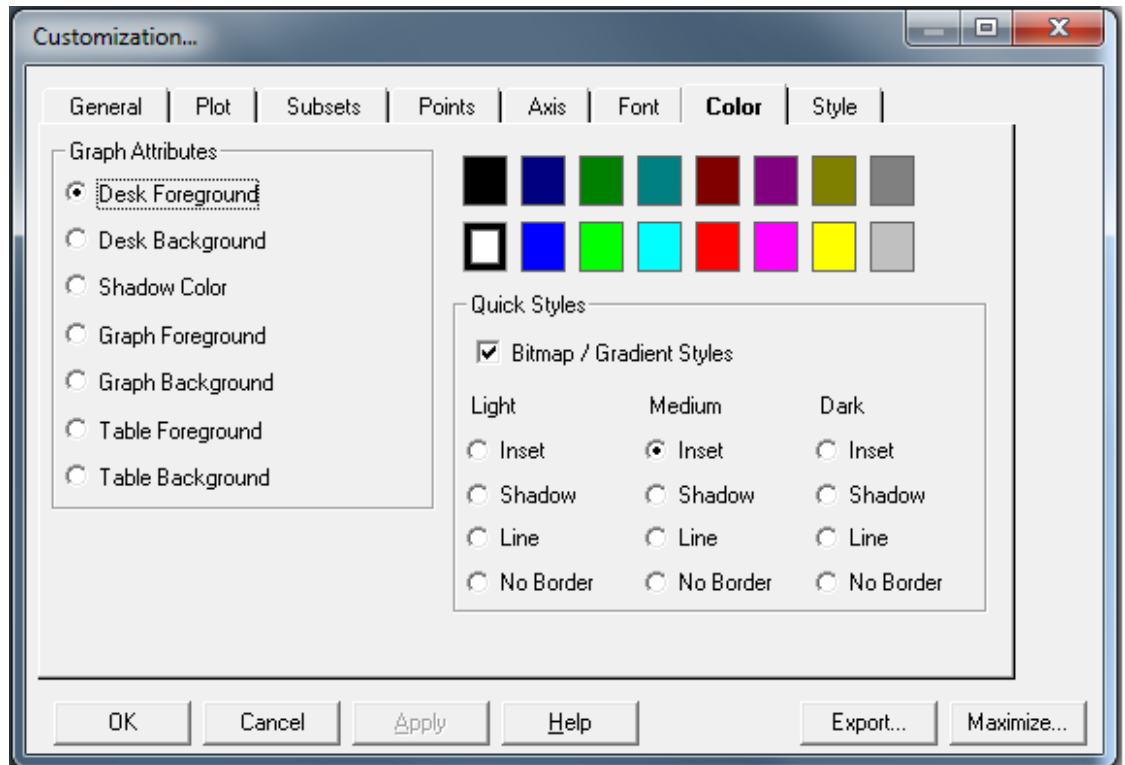 Customization...
General Plot Subsets Points Axis Font Color Style
Graph Attributes
Desk Foreground
Desk Background
Shadow Color
Graph Foreground
Graph Background
Table Foreground
Table Background
Quick Styles
Bitmap / Gradient Styles
Light Medium Dark
Inset Inset Inset
Shadow Shadow Shadow
Line Line Line
No Border No Border No Border
OK Cancel Apply Help Export... Maximize...